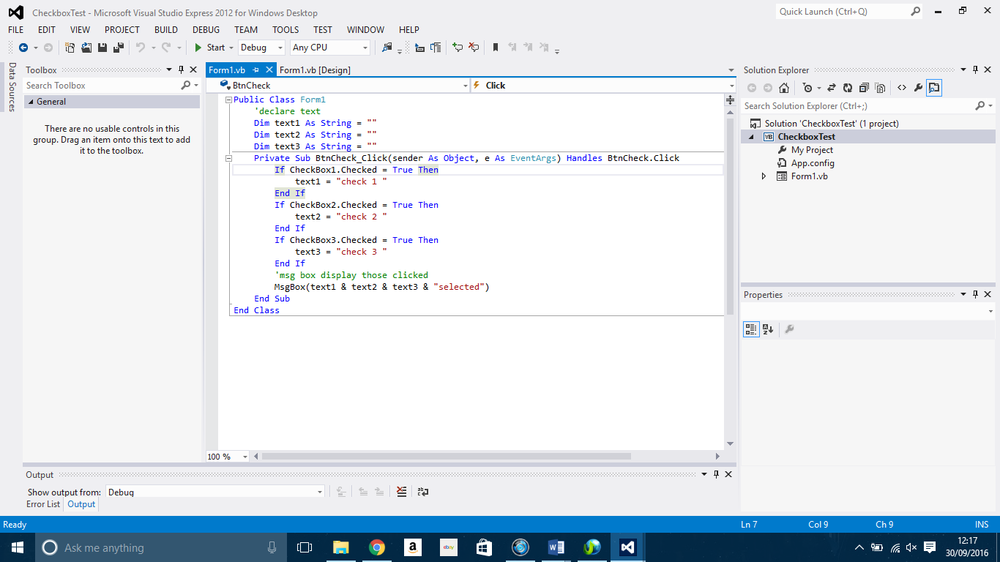 CheckboxTest - Microsoft Visual Studio Express 2012 for Windows Desktop
Quick Launch (Ctrl+Q)
FILE EDIT VIEW PROJECT BUILD DEBUG TEAM TOOLS TEST WINDOW HELP
Start Debug Any CPU
Data Sources
Toolbox
Search Toolbox
General
There are no usable controls in this
group. Drag an item onto this text to add
it to the toolbox.
Form1.vb Form1.vb [Design]
BtnCheck Click
Public Class Form1
'declare text
Dim text1 As String = ""
Dim text2 As String = ""
Dim text3 As String = ""
Private Sub BtnCheck_Click(sender As Object, e As EventArgs) Handles BtnCheck.Click
If CheckBox1.Checked = True Then
text1 = "check 1 "
End If
If CheckBox2.Checked = True Then
text2 = "check 2 "
End If
If CheckBox3.Checked = True Then
text3 = "check 3 "
End If
'msg box display those clicked
MsgBox(text1 & text2 & text3 & "selected")
End Sub
End Class
100 %
Solution Explorer
Search Solution Explorer (Ctrl+;)
Solution 'CheckboxTest' (1 project)
VB CheckboxTest
My Project
App.config
Form1.vb
Properties
Output
Show output from: Debug
Error List Output
Ready Ln 7 Col 9 Ch 9 INS
Ask me anything
a
ebay
12:17
30/09/2016